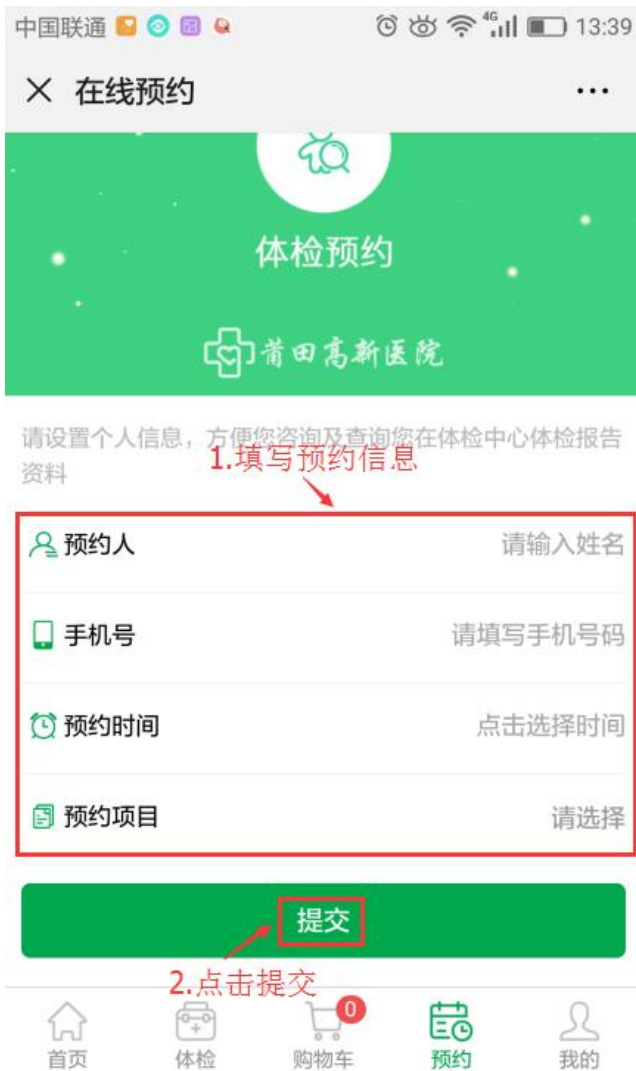 中国联通 4G 13:39
在线预约
体检预约
莆田高新医院
请设置个人信息，方便您咨询及查询您在体检中心体检报告
资料
1.填写预约信息
预约人 请输入姓名
手机号 请填写手机号码
预约时间 点击选择时间
预约项目 请选择
提交
2.点击提交
0
首页 体检 购物车 预约 我的